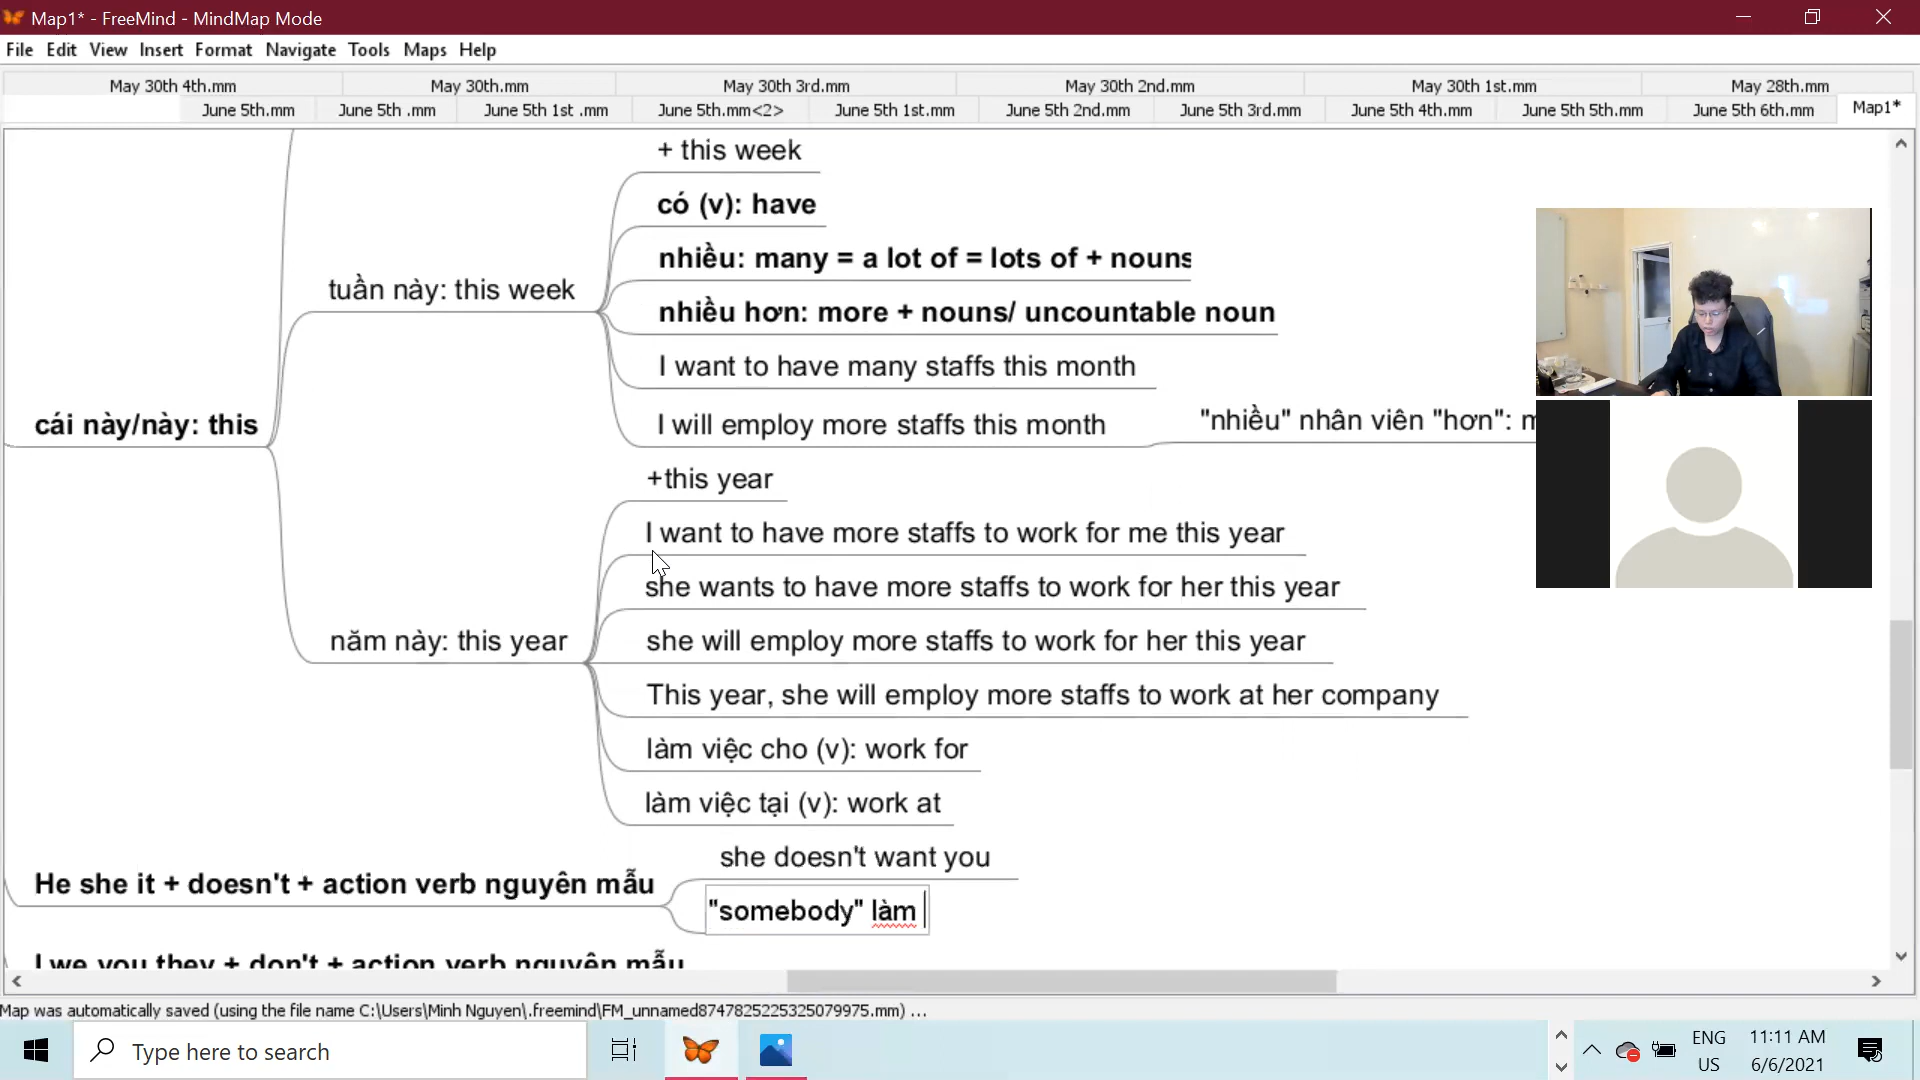 Map1* - FreeMind - MindMap Mode
File Edit View Insert Format Navigate Tools Maps Help
May 30th 4th.mm May 30th.mm May 30th 3rd.mm May 30th 2nd.mm May 30th 1st.mm May 28th.mm
June 5th.mm June 5th .mm June 5th 1st .mm June 5th.mm<2> June 5th 1st.mm June 5th 2nd.mm June 5th 3rd.mm June 5th 4th.mm June 5th 5th.mm June 5th 6th.mm Map1*
+ this week
có (v): have
nhiều: many = a lot of = lots of + nouns
tuần này: this week
nhiều hơn: more + nouns/ uncountable noun
I want to have many staffs this month
cái này/này: this
I will employ more staffs this month
"nhiều" nhân viên "hơn":
+this year
I want to have more staffs to work for me this year
she wants to have more staffs to work for her this year
năm này: this year
she will employ more staffs to work for her this year
This year, she will employ more staffs to work at her company
làm việc cho (v): work for
làm việc tại (v): work at
she doesn't want you
He she it + doesn't + action verb nguyên mẫu
"somebody" làm
I we you they + don't + action verb nguyên mẫu
Map was automatically saved (using the file name C:\Users\Minh Nguyen\.freemind\FM_unnamed8747825225325079975.mm) ...
Type here to search
ENG
US
11:11 AM
6/6/2021